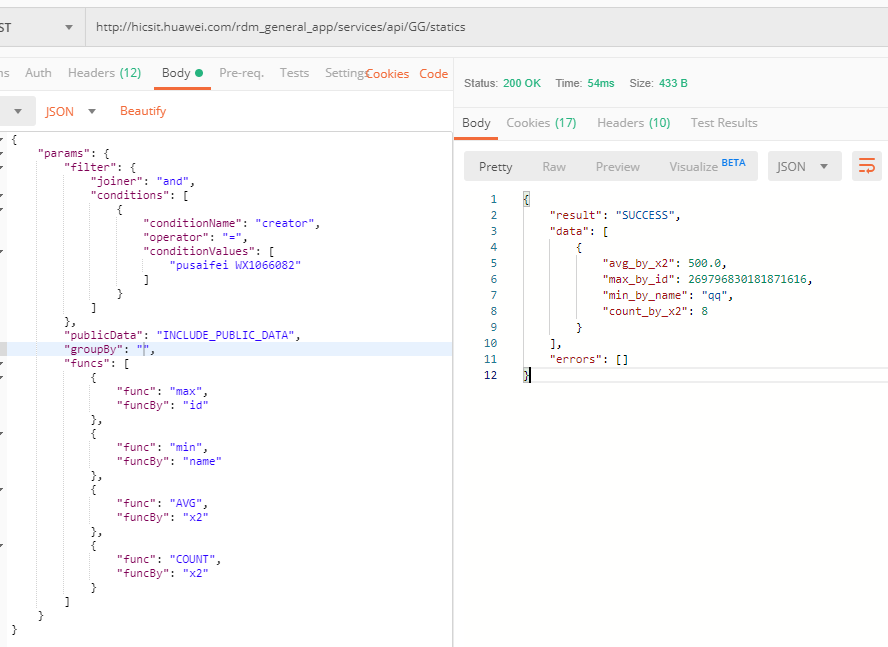 ST
http://hicsit.huawei.com/rdm_general_app/services/api/GG/statics
ns Auth Headers (12) Body Pre-req. Tests Settings Cookies Code
JSON Beautify
{
"params": {
"filter": {
"joiner": "and",
"conditions": [
{
"conditionName": "creator",
"operator": "=",
"conditionValues": [
"pusaifei WX1066082"
]
}
]
},
"publicData": "INCLUDE_PUBLIC_DATA",
"groupBy": "",
"funcs": [
{
"func": "max",
"funcBy": "id"
},
{
"func": "min",
"funcBy": "name"
},
{
"func": "AVG",
"funcBy": "x2"
},
{
"func": "COUNT",
"funcBy": "x2"
}
]
}
}
Status: 200 OK Time: 54ms Size: 433 B
Body Cookies (17) Headers (10) Test Results
Pretty Raw Preview Visualize BETA JSON
1 {
2 "result": "SUCCESS",
3 "data": [
4 {
5 "avg_by_x2": 500.0,
6 "max_by_id": 269796830181871616,
7 "min_by_name": "qq",
8 "count_by_x2": 8
9 }
10 ],
11 "errors": []
12 }